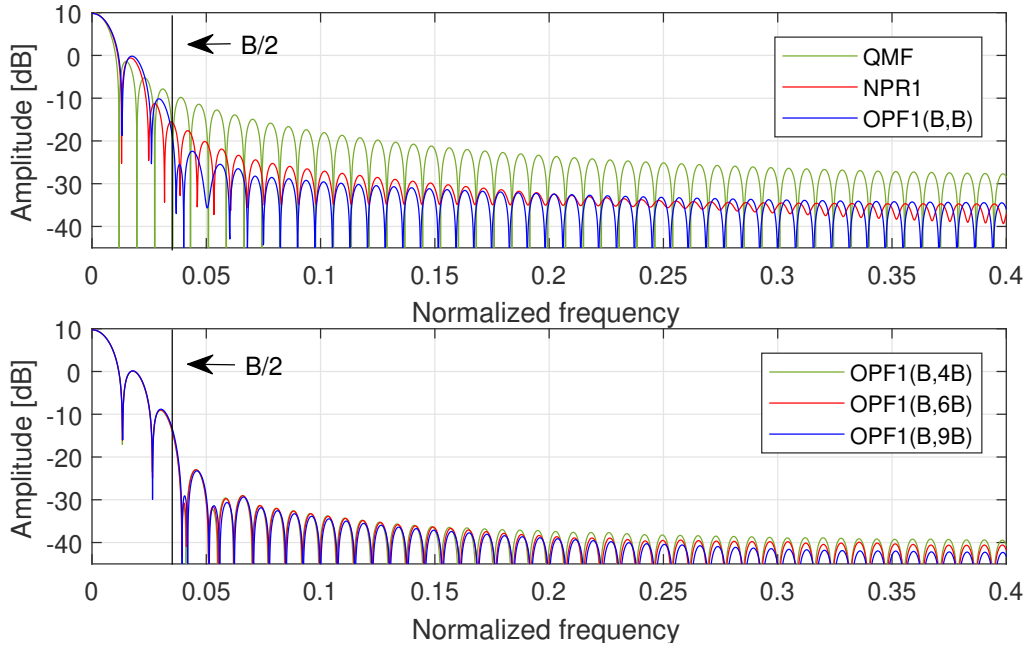 10
0
-10
-20
-30
-40
Amplitude [dB]
B/2
QMF
NPR1
OPF1(B,B)
0 0.05 0.1 0.15 0.2 0.25 0.3 0.35 0.4
Normalized frequency
10
0
-10
-20
-30
-40
Amplitude [dB]
B/2
OPF1(B,4B)
OPF1(B,6B)
OPF1(B,9B)
0 0.05 0.1 0.15 0.2 0.25 0.3 0.35 0.4
Normalized frequency